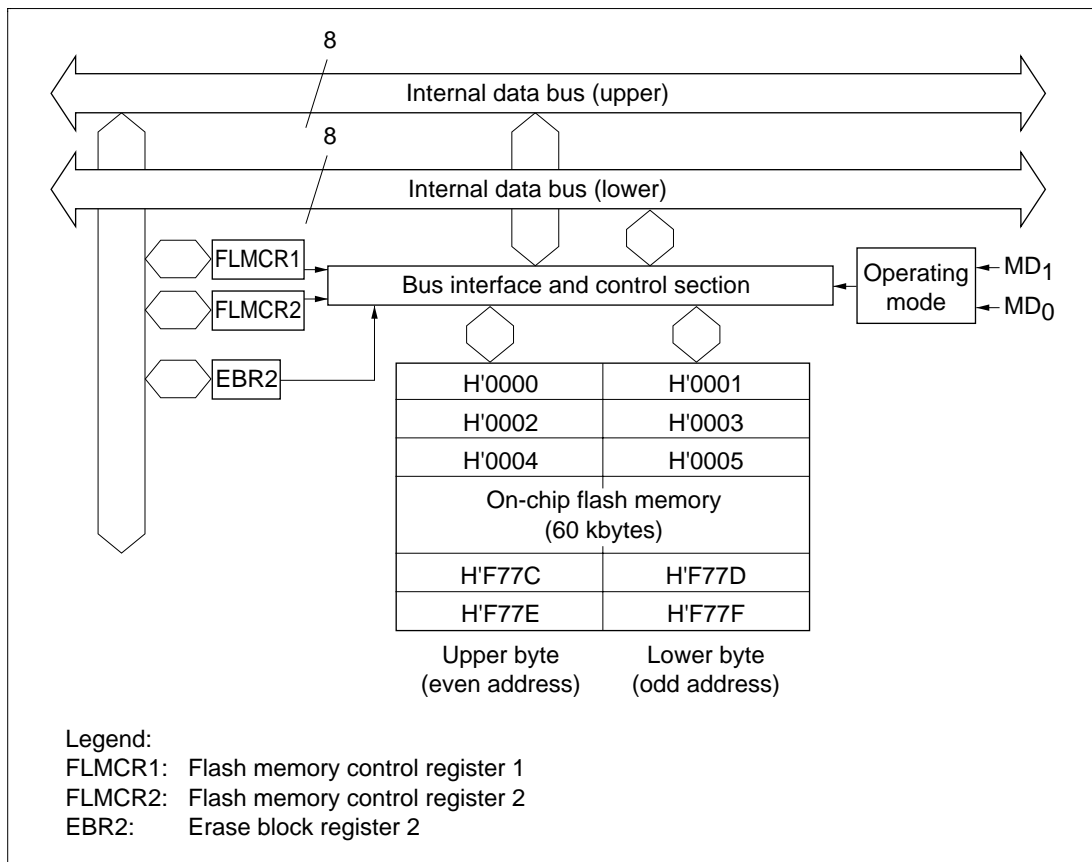 8
Internal data bus (upper)
8
Internal data bus (lower)
FLMCR1
Bus interface and control section
Operating
mode
MD1
MD0
FLMCR2
EBR2
H'0000 H'0001
H'0002 H'0003
H'0004 H'0005
On-chip flash memory
(60 kbytes)
H'F77C H'F77D
H'F77E H'F77F
Upper byte
(even address)
Lower byte
(odd address)
Legend:
FLMCR1: Flash memory control register 1
FLMCR2: Flash memory control register 2
EBR2: Erase block register 2